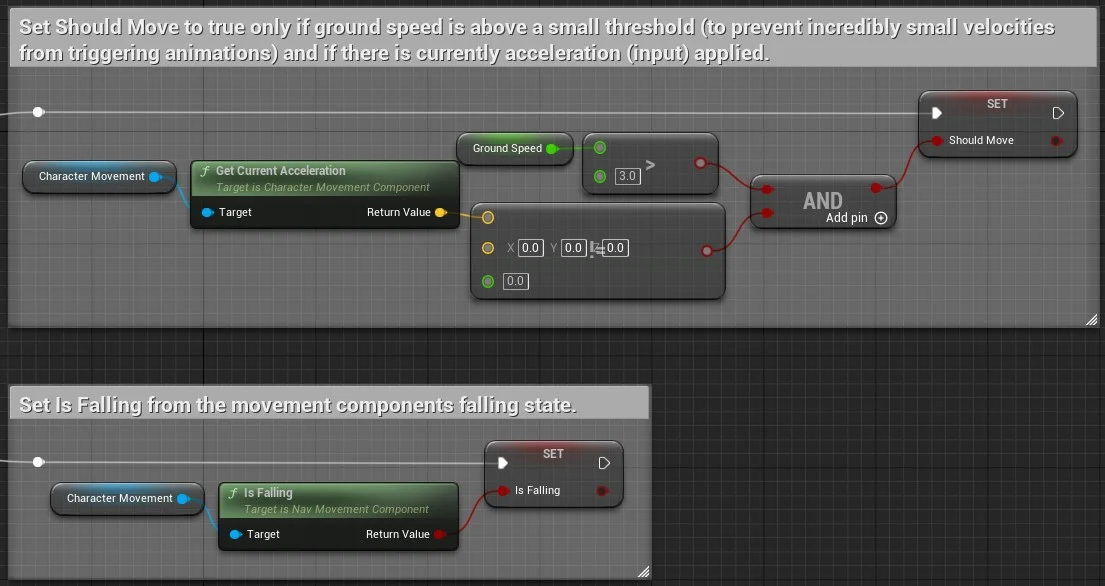 Set Should Move to true only if ground speed is above a small threshold (to prevent incredibly small velocities
from triggering animations) and if there is currently acceleration (input) applied.
SET
Should Move
Ground Speed
>
3.0
Character Movement
f Get Current Acceleration
Target is Character Movement Component
Target
Return Value
AND
Add pin
X 0.0 Y 0.0 Z 0.0
!=
0.0
Set Is Falling from the movement components falling state.
SET
Is Falling
Character Movement
f Is Falling
Target is Nav Movement Component
Target
Return Value